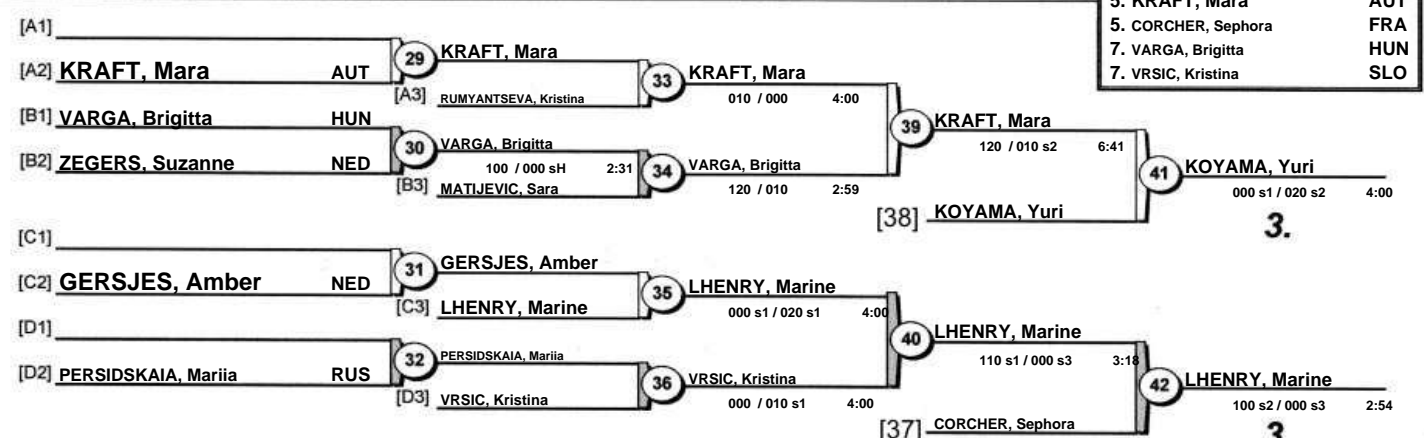 5. KRAFT, Mara AUT
5. CORCHER, Sephora FRA
7. VARGA, Brigitta HUN
7. VRSIC, Kristina SLO
[A1]
[A2] KRAFT, Mara AUT
29 KRAFT, Mara
[A3] RUMYANTSEVA, Kristina
33 KRAFT, Mara
010 / 000 4:00
[B1] VARGA, Brigitta HUN
[B2] ZEGERS, Suzanne NED
30 VARGA, Brigitta
100 / 000 sH 2:31
[B3] MATIJEVIC, Sara
34 VARGA, Brigitta
120 / 010 2:59
39 KRAFT, Mara
120 / 010 s2 6:41
[38] KOYAMA, Yuri
41 KOYAMA, Yuri
000 s1 / 020 s2 4:00
3.
[C1]
[C2] GERSJES, Amber NED
31 GERSJES, Amber
[C3] LHENRY, Marine
35 LHENRY, Marine
000 s1 / 020 s1 4:00
[D1]
[D2] PERSIDSKAIA, Mariia RUS
32 PERSIDSKAIA, Mariia
[D3] VRSIC, Kristina
36 VRSIC, Kristina
000 / 010 s1 4:00
40 LHENRY, Marine
110 s1 / 000 s3 3:18
[37] CORCHER, Sephora
42 LHENRY, Marine
100 s2 / 000 s3 2:54
3.